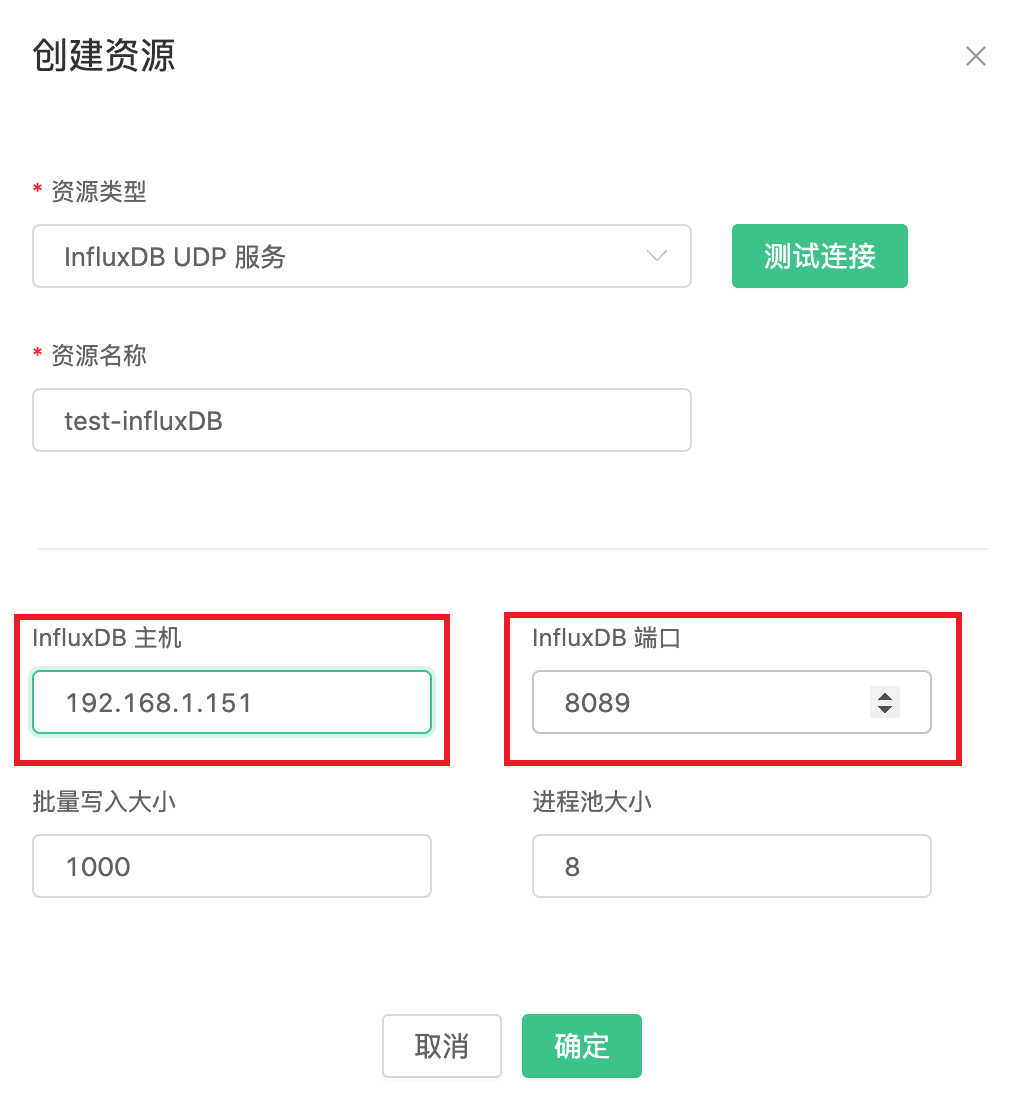 创建资源
* 资源类型
InfluxDB UDP 服务
测试连接
* 资源名称
test-influxDB
InfluxDB 主机
InfluxDB 端口
192.168.1.151
8089
批量写入大小
进程池大小
1000
8
取消
确定